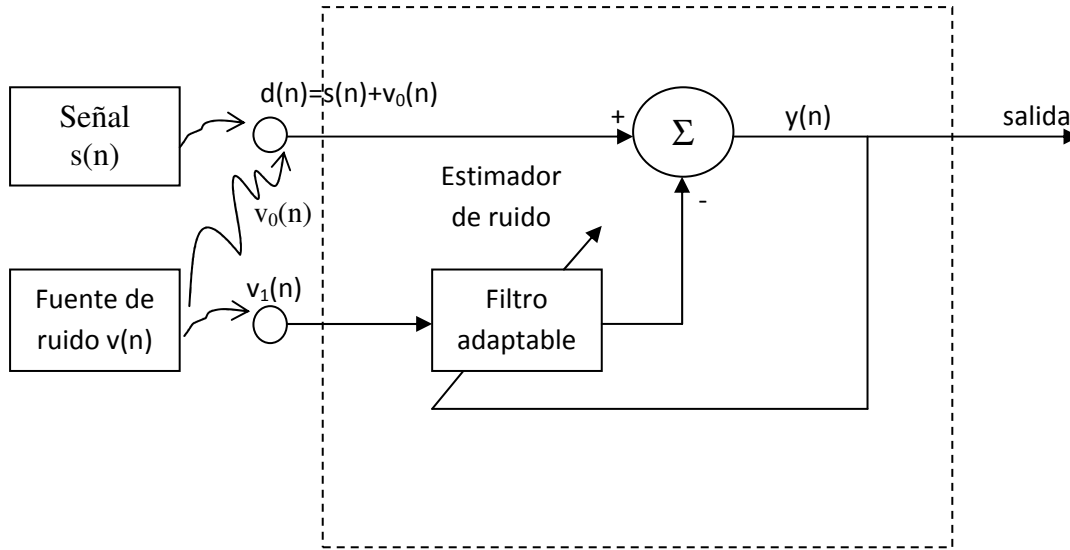 d(n)=s(n)+v₀(n)
Señal
s(n)
+
Σ
y(n)
salida
-
Estimador
de ruido
v₀(n)
v₁(n)
Fuente de
ruido v(n)
Filtro
adaptable